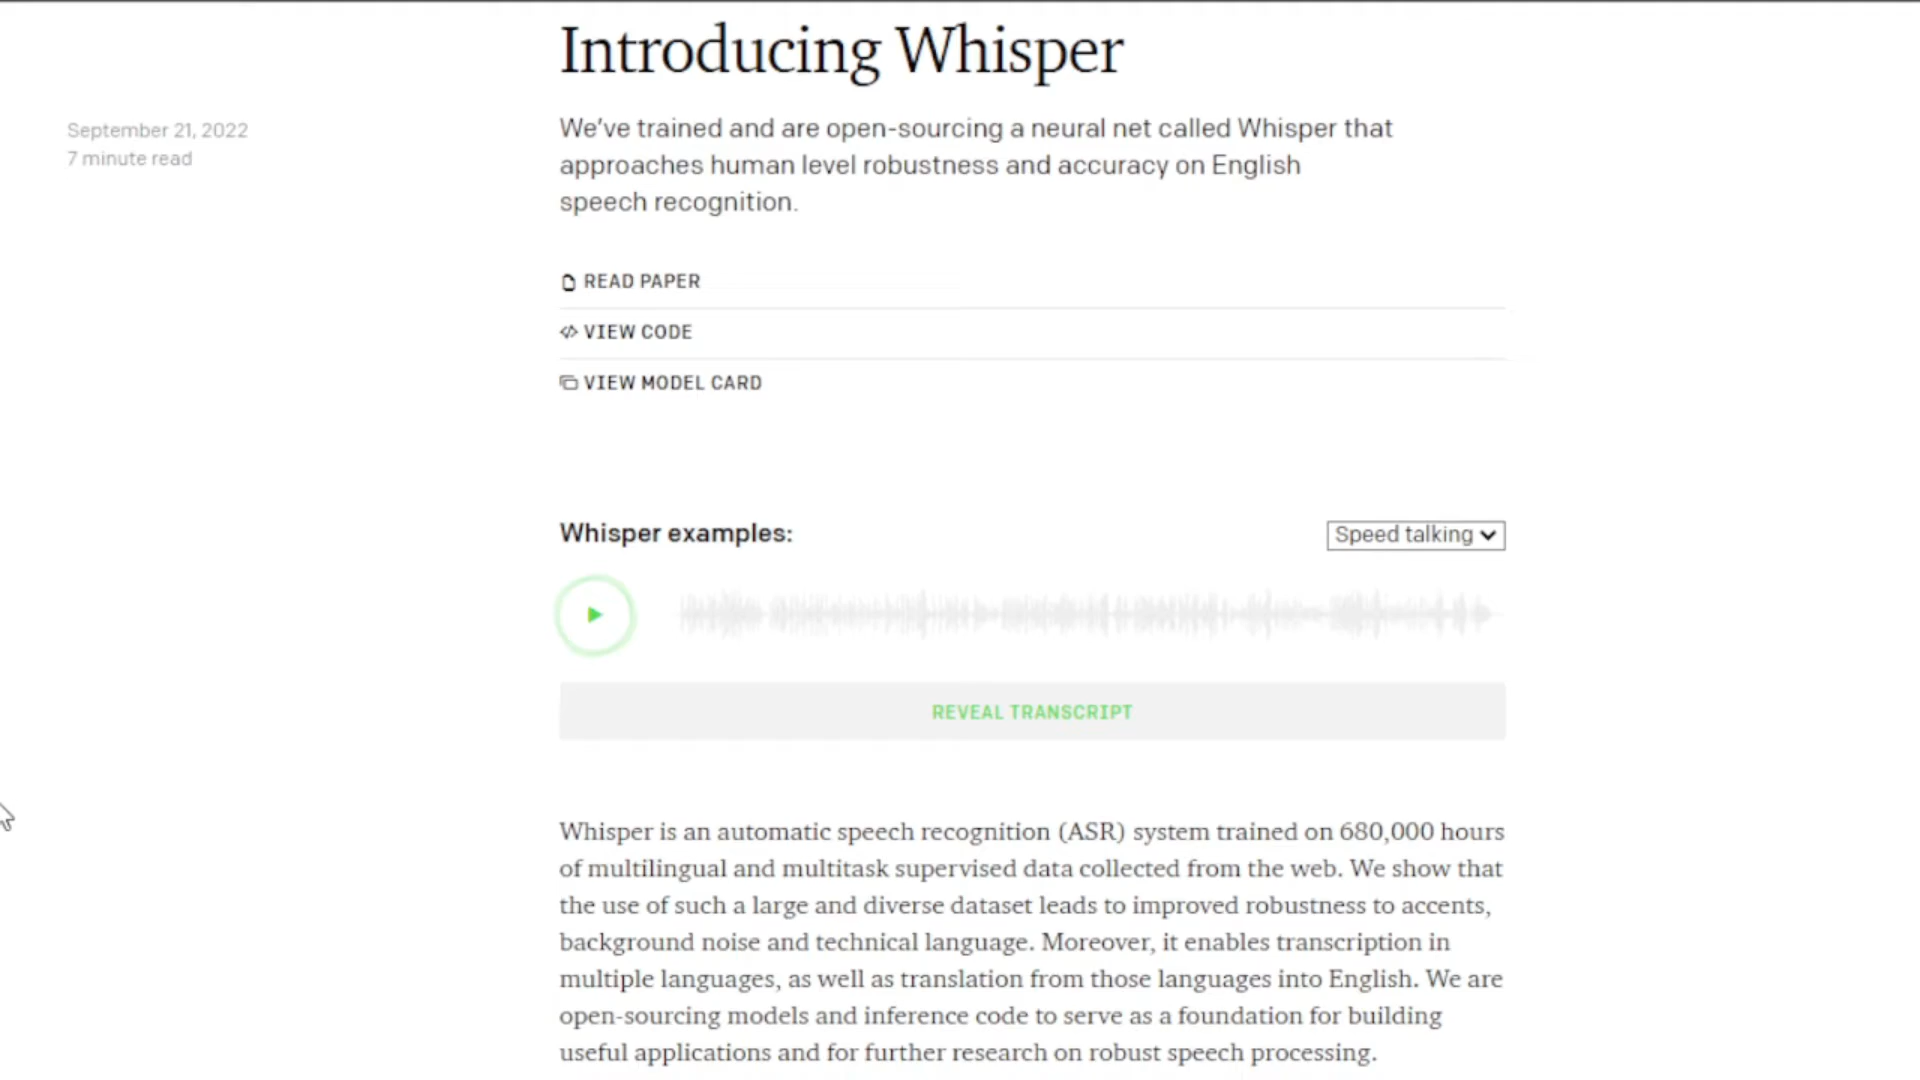 Introducing Whisper
September 21, 2022
7 minute read
We've trained and are open-sourcing a neural net called Whisper that
approaches human level robustness and accuracy on English
speech recognition.
READ PAPER
VIEW CODE
VIEW MODEL CARD
Whisper examples:
Speed talking
REVEAL TRANSCRIPT
Whisper is an automatic speech recognition (ASR) system trained on 680,000 hours
of multilingual and multitask supervised data collected from the web. We show that
the use of such a large and diverse dataset leads to improved robustness to accents,
background noise and technical language. Moreover, it enables transcription in
multiple languages, as well as translation from those languages into English. We are
open-sourcing models and inference code to serve as a foundation for building
useful applications and for further research on robust speech processing.